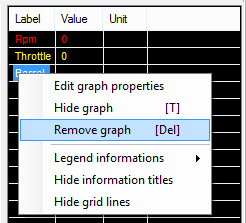 Label Value Unit
Rpm 0
Throttle 0
Barrel
Edit graph properties
Hide graph [T]
Remove graph [Del]
Legend informations
Hide information titles
Hide grid lines